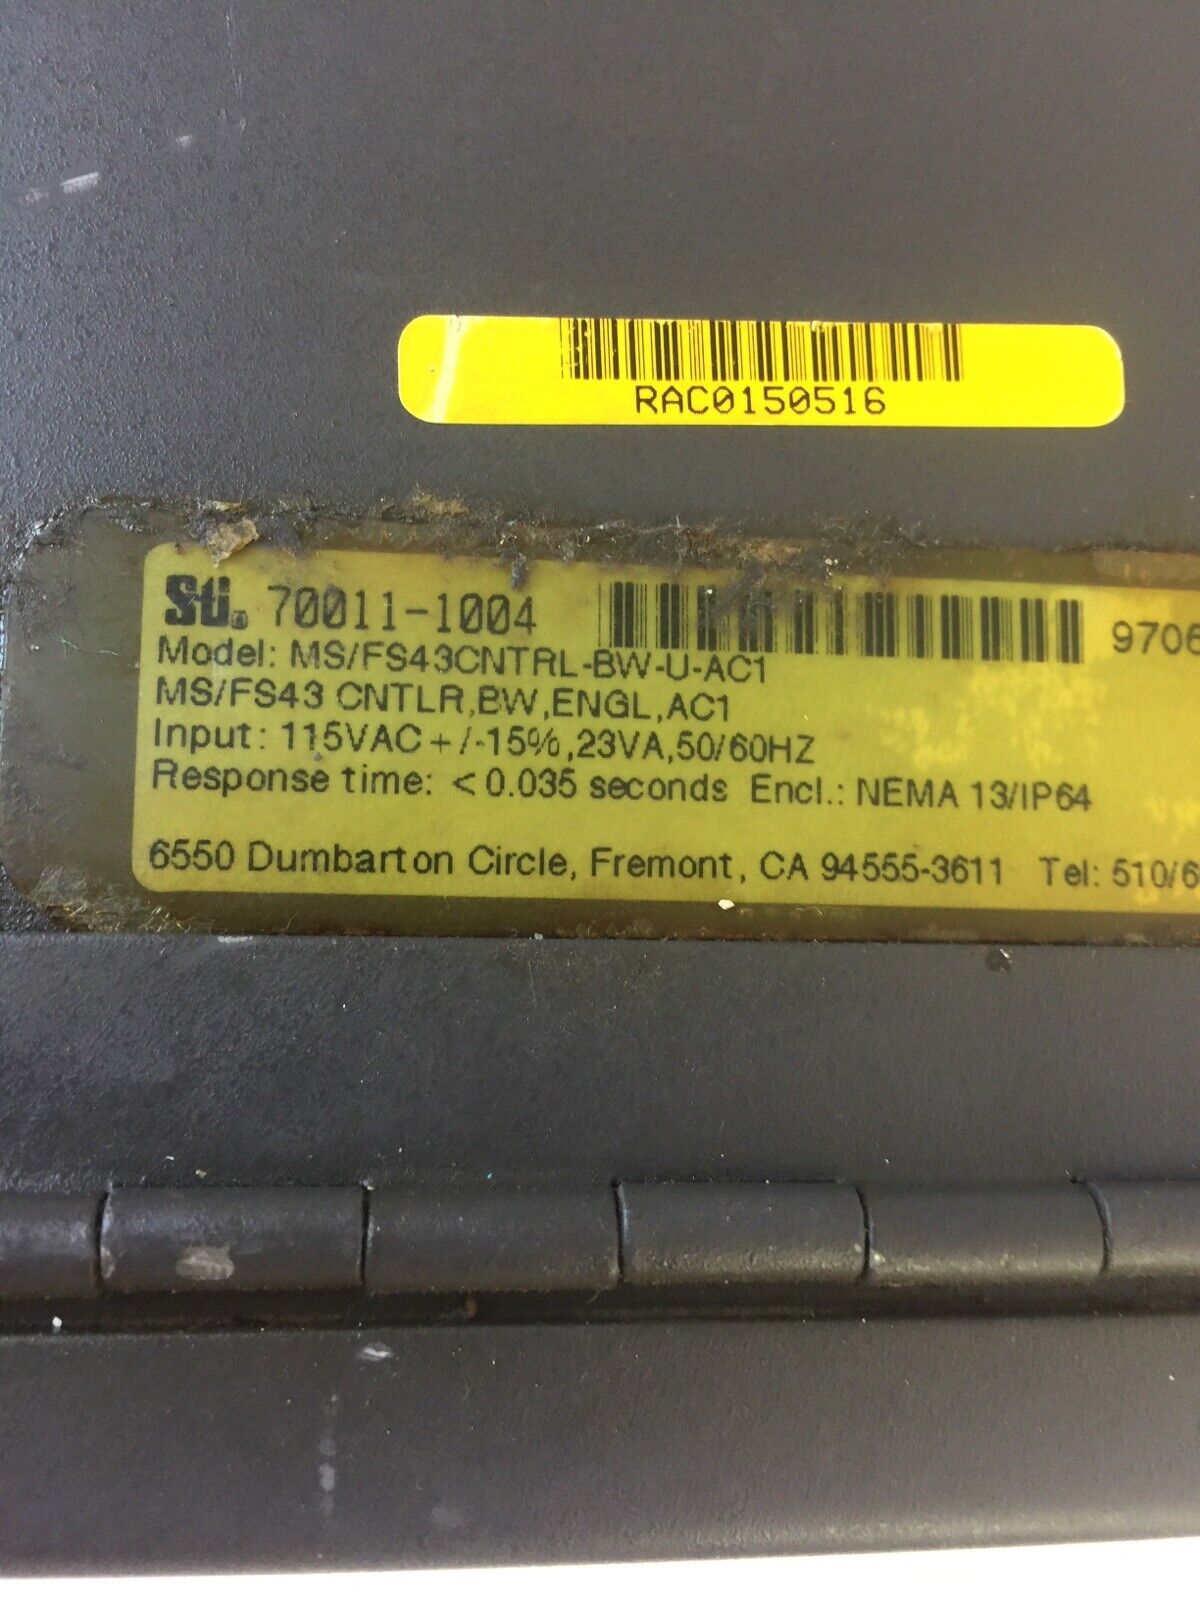 RAC0150516
Sti® 70011-1004 9706
Model: MS/FS43CNTRL-BW-U-AC1
MS/FS43 CNTLR,BW,ENGL,AC1
Input: 115VAC+/-15%,23VA,50/60HZ
Response time: <0.035 seconds Encl.: NEMA 13/IP64
6550 Dumbarton Circle, Fremont, CA 94555-3611 Tel: 510/6